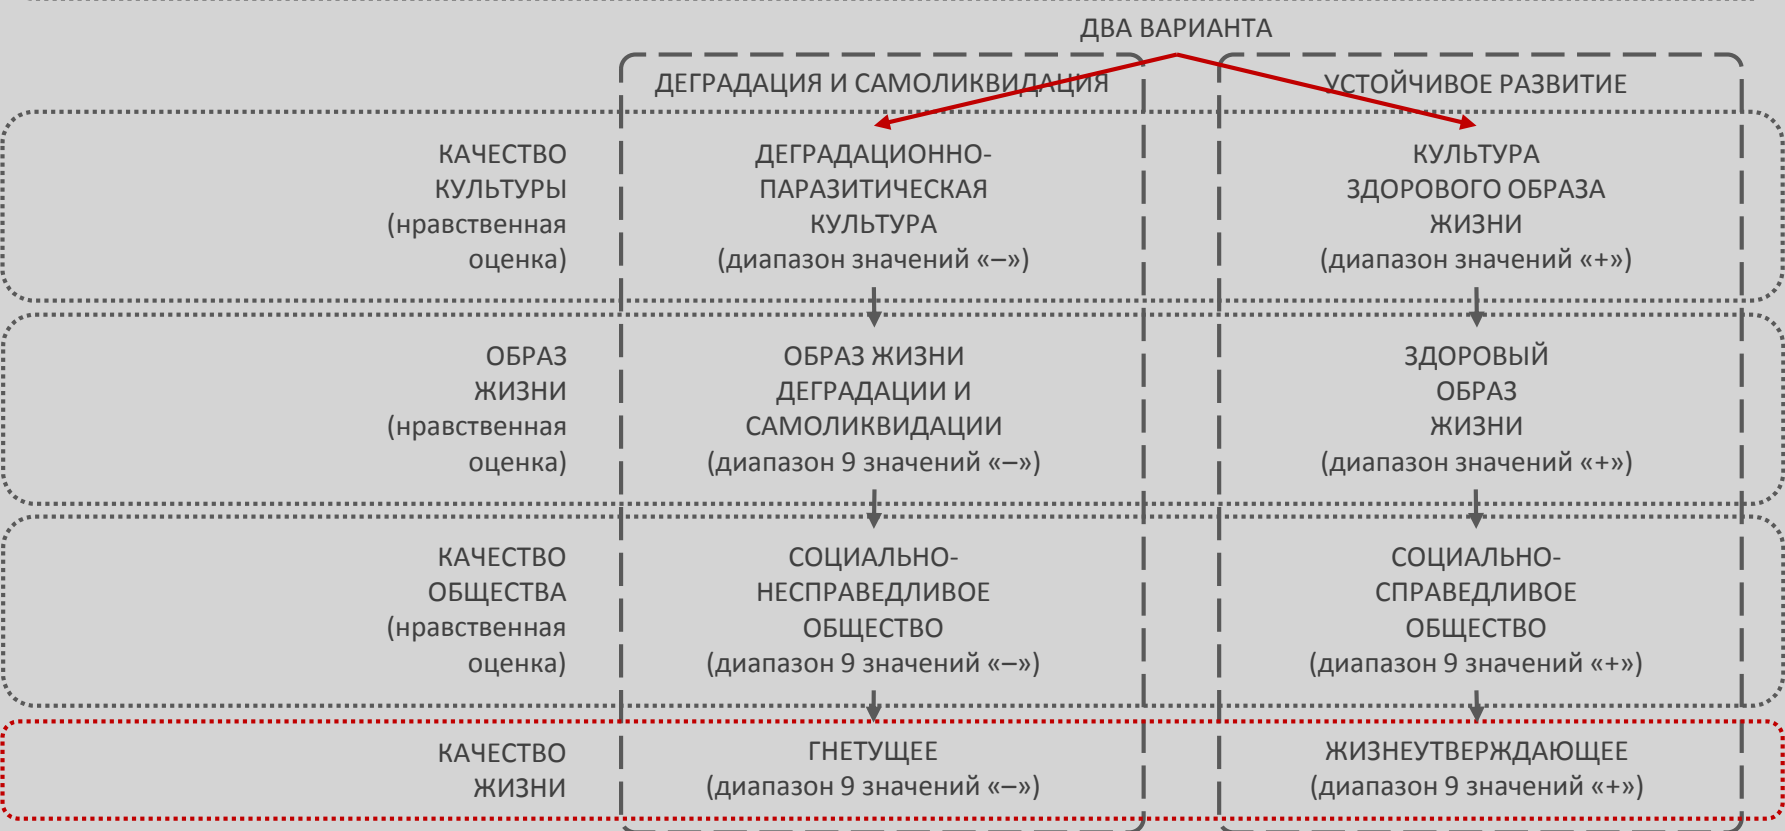 ДВА ВАРИАНТА
ДЕГРАДАЦИЯ И САМОЛИКВИДАЦИЯ
УСТОЙЧИВОЕ РАЗВИТИЕ
КАЧЕСТВО
КУЛЬТУРЫ
(нравственная
оценка)
ДЕГРАДАЦИОННО-
ПАРАЗИТИЧЕСКАЯ
КУЛЬТУРА
(диапазон значений «–»)
КУЛЬТУРА
ЗДОРОВОГО ОБРАЗА
ЖИЗНИ
(диапазон значений «+»)
ОБРАЗ
ЖИЗНИ
(нравственная
оценка)
ОБРАЗ ЖИЗНИ
ДЕГРАДАЦИИ И
САМОЛИКВИДАЦИИ
(диапазон 9 значений «–»)
ЗДОРОВЫЙ
ОБРАЗ
ЖИЗНИ
(диапазон значений «+»)
КАЧЕСТВО
ОБЩЕСТВА
(нравственная
оценка)
СОЦИАЛЬНО-
НЕСПРАВЕДЛИВОЕ
ОБЩЕСТВО
(диапазон 9 значений «–»)
СОЦИАЛЬНО-
СПРАВЕДЛИВОЕ
ОБЩЕСТВО
(диапазон 9 значений «+»)
КАЧЕСТВО
ЖИЗНИ
ГНЕТУЩЕЕ
(диапазон 9 значений «–»)
ЖИЗНЕУТВЕРЖДАЮЩЕЕ
(диапазон 9 значений «+»)